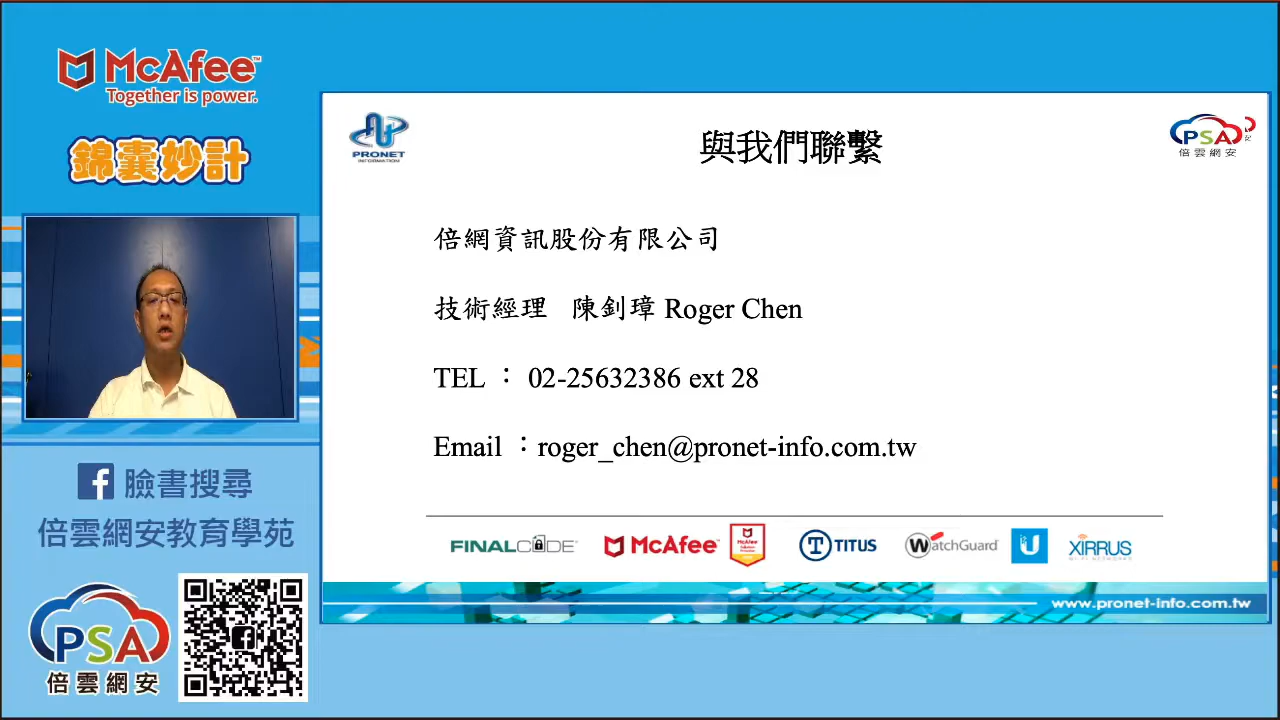 McAfee™
Together is power.
錦囊妙計
臉書搜尋
倍雲網安教育學苑
PSA
倍雲網安
PRONET
與我們聯繫
PSA
倍雲網安
倍網資訊股份有限公司
技術經理 陳釗璋 Roger Chen
TEL : 02-25632386 ext 28
Email :roger_chen@pronet-info.com.tw
FINALCODE McAfee™ McAfee TITUS WatchGuard U XIRRUS
www.pronet-info.com.tw